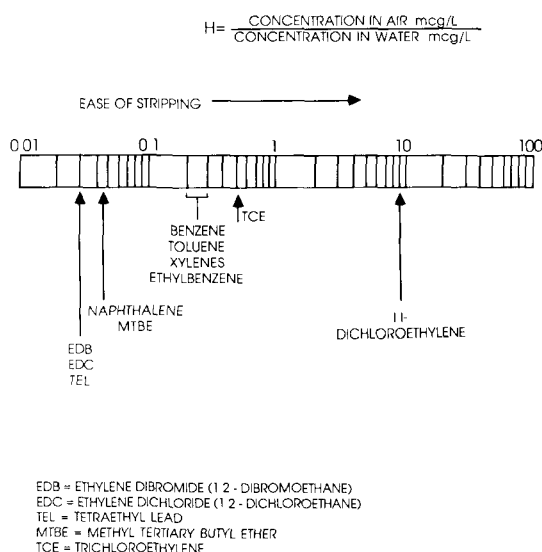 H= CONCENTRATION IN AIR mcg/L
CONCENTRATION IN WATER mcg/L
EASE OF STRIPPING
0.01 0.1 1 10 100
BENZENE
TOLUENE
XYLENES
ETHYLBENZENE
TCE
NAPHTHALENE
MTBE
DICHLOROETHYLENE
EDB
EDC
TEL
EDB = ETHYLENE DIBROMIDE (1 2 - DIBROMOETHANE)
EDC = ETHYLENE DICHLORIDE (1 2 - DICHLOROETHANE)
TEL = TETRAETHYL LEAD
MTBE = METHYL TERTIARY BUTYL ETHER
TCE = TRICHLOROETHYLENE